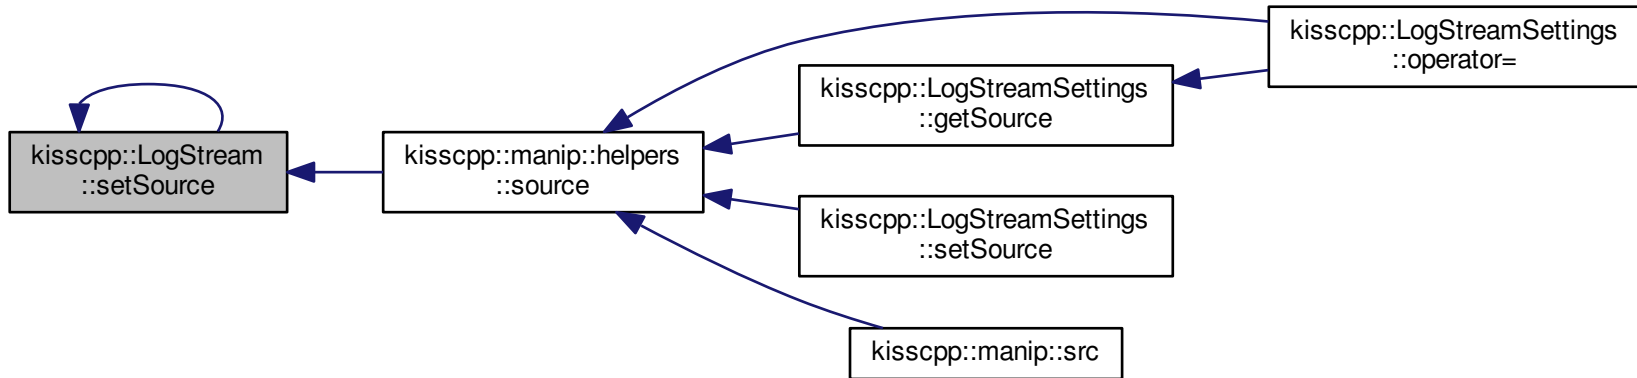 kisscpp::LogStream
::setSource
kisscpp::manip::helpers
::source
kisscpp::LogStreamSettings
::operator=
kisscpp::LogStreamSettings
::getSource
kisscpp::LogStreamSettings
::setSource
kisscpp::manip::src